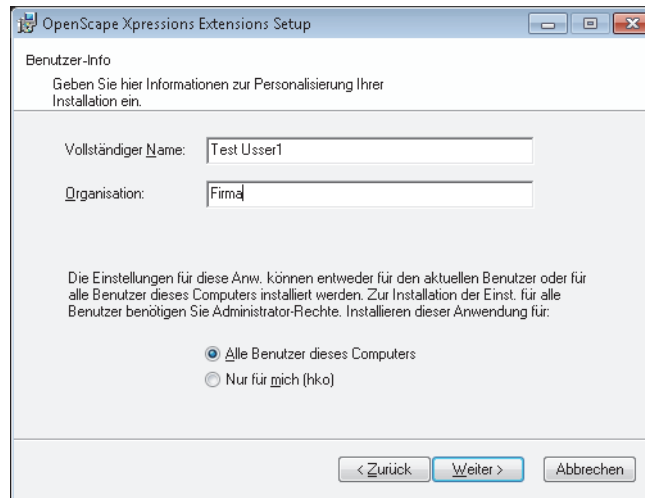 OpenScape Xpressions Extensions Setup
Benutzer-Info
Geben Sie hier Informationen zur Personalisierung Ihrer
Installation ein.
Vollständiger Name: Test Usser1
Organisation: Firma
Die Einstellungen für diese Anw. können entweder für den aktuellen Benutzer oder für
alle Benutzer dieses Computers installiert werden. Zur Installation der Einst. für alle
Benutzer benötigen Sie Administrator-Rechte. Installieren dieser Anwendung für:
Alle Benutzer dieses Computers
Nur für mich (hko)
< Zurück Weiter > Abbrechen